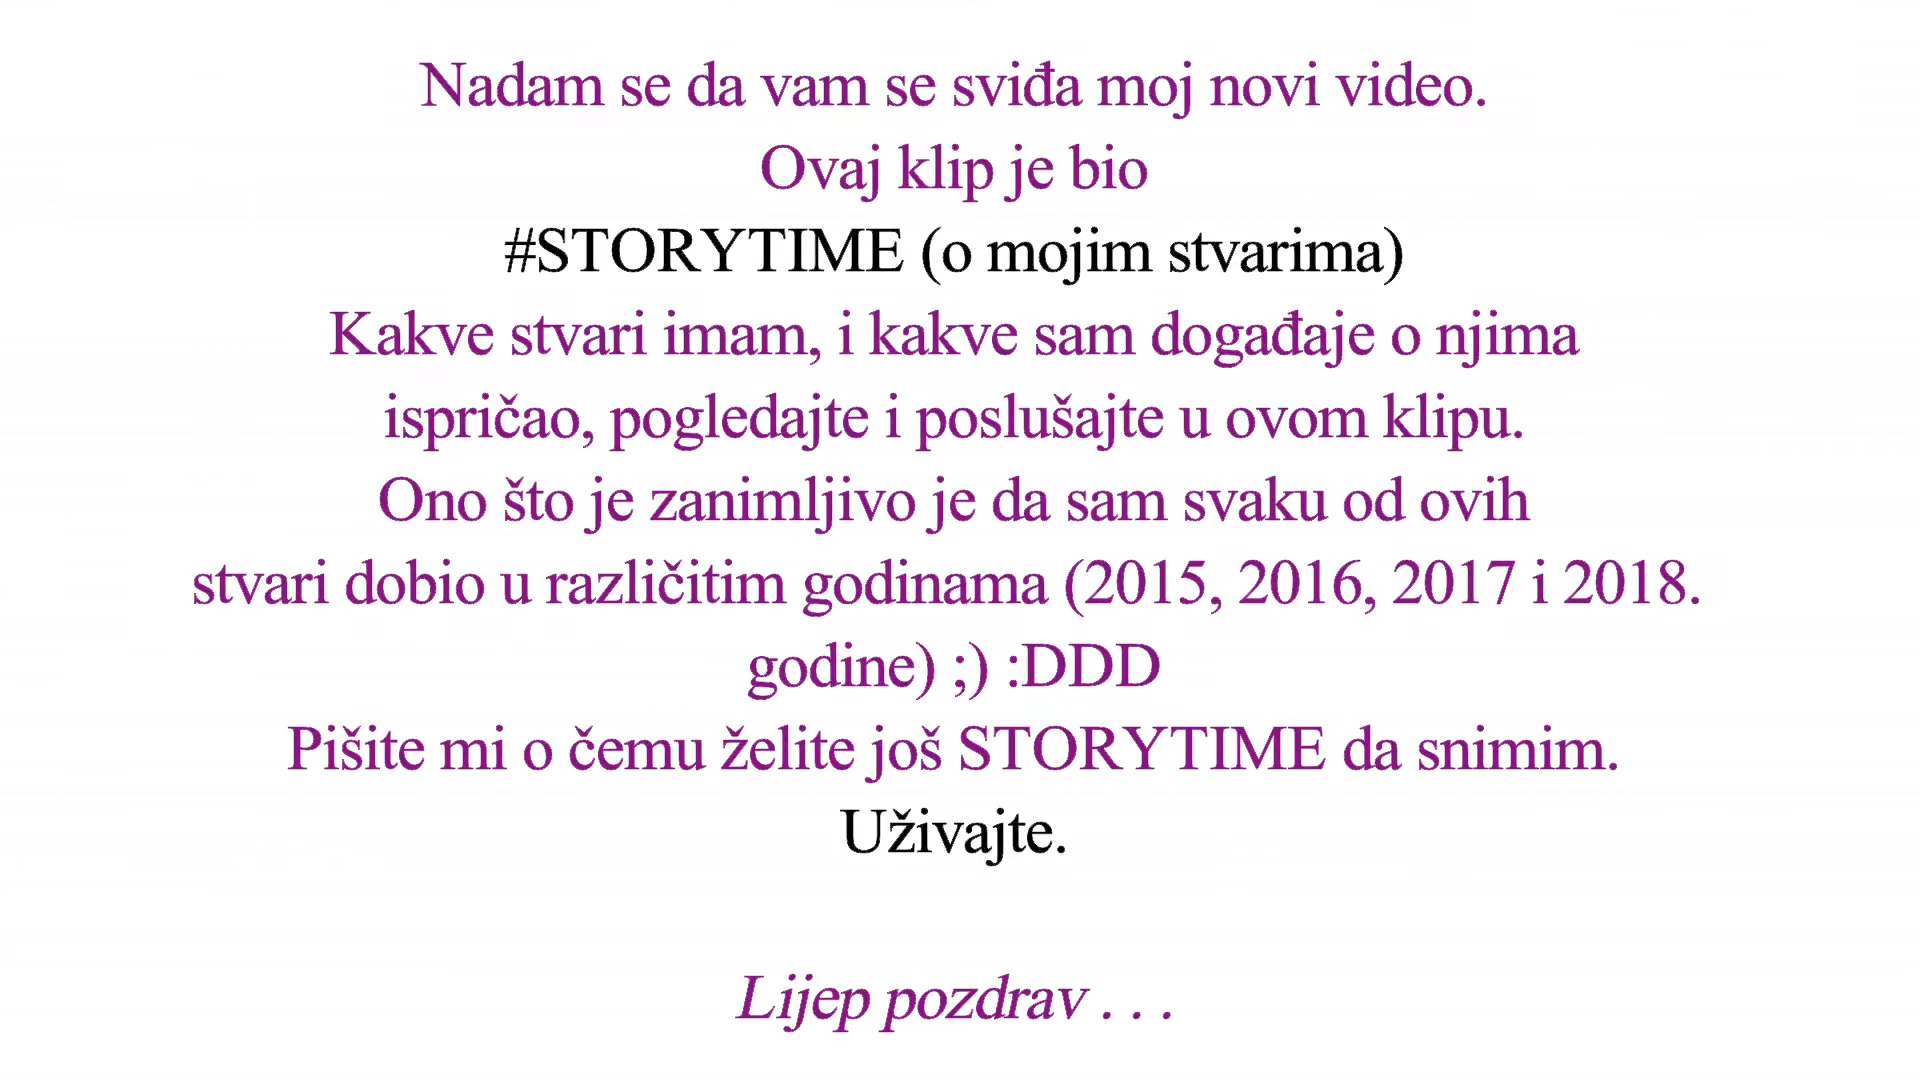 Nadam se da vam se sviđa moj novi video.
Ovaj klip je bio
#STORYTIME (o mojim stvarima)
Kakve stvari imam, i kakve sam događaje o njima
ispričao, pogledajte i poslušajte u ovom klipu.
Ono što je zanimljivo je da sam svaku od ovih
stvari dobio u različitim godinama (2015, 2016, 2017 i 2018.
godine) ;) :DDD
Pišite mi o čemu želite još STORYTIME da snimim.
Uživajte.
Lijep pozdrav . . .